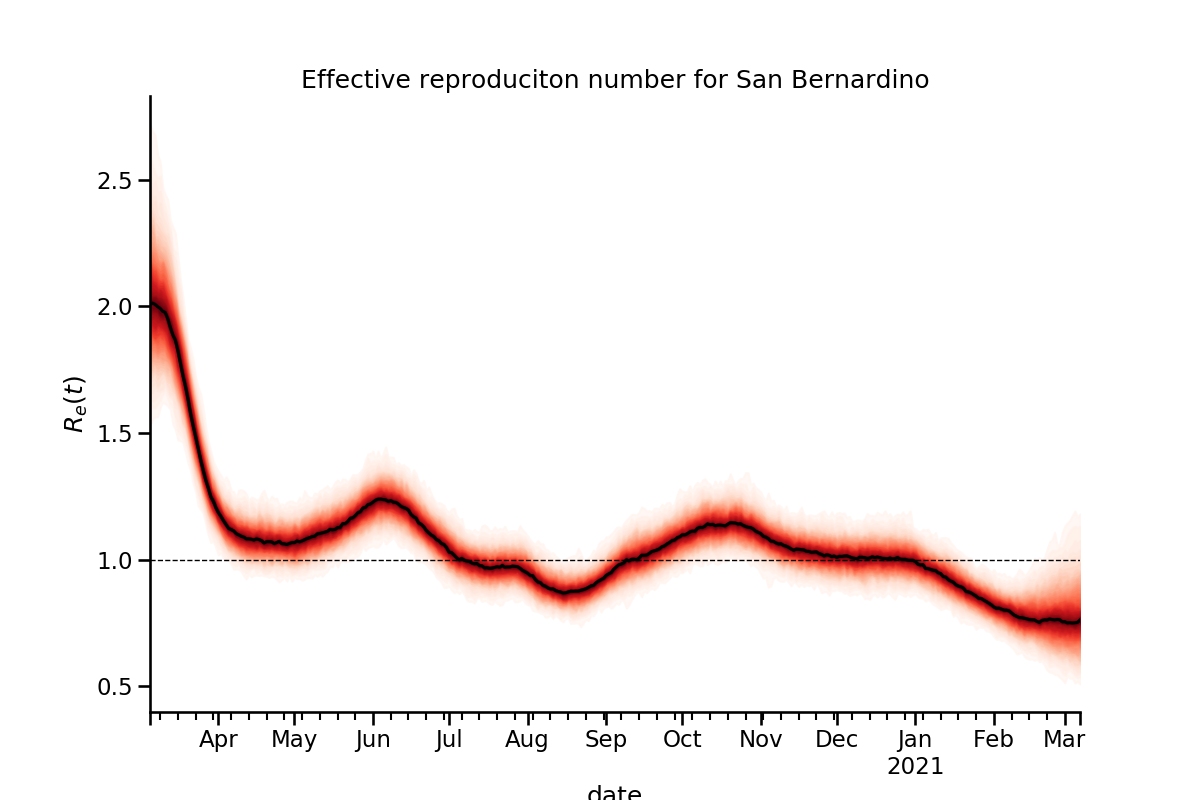 Effective reproduciton number for San Bernardino
2.5
2.0
1.5
1.0
0.5
Re(t)
Apr May Jun Jul Aug Sep Oct Nov Dec Jan Feb Mar
2021
date